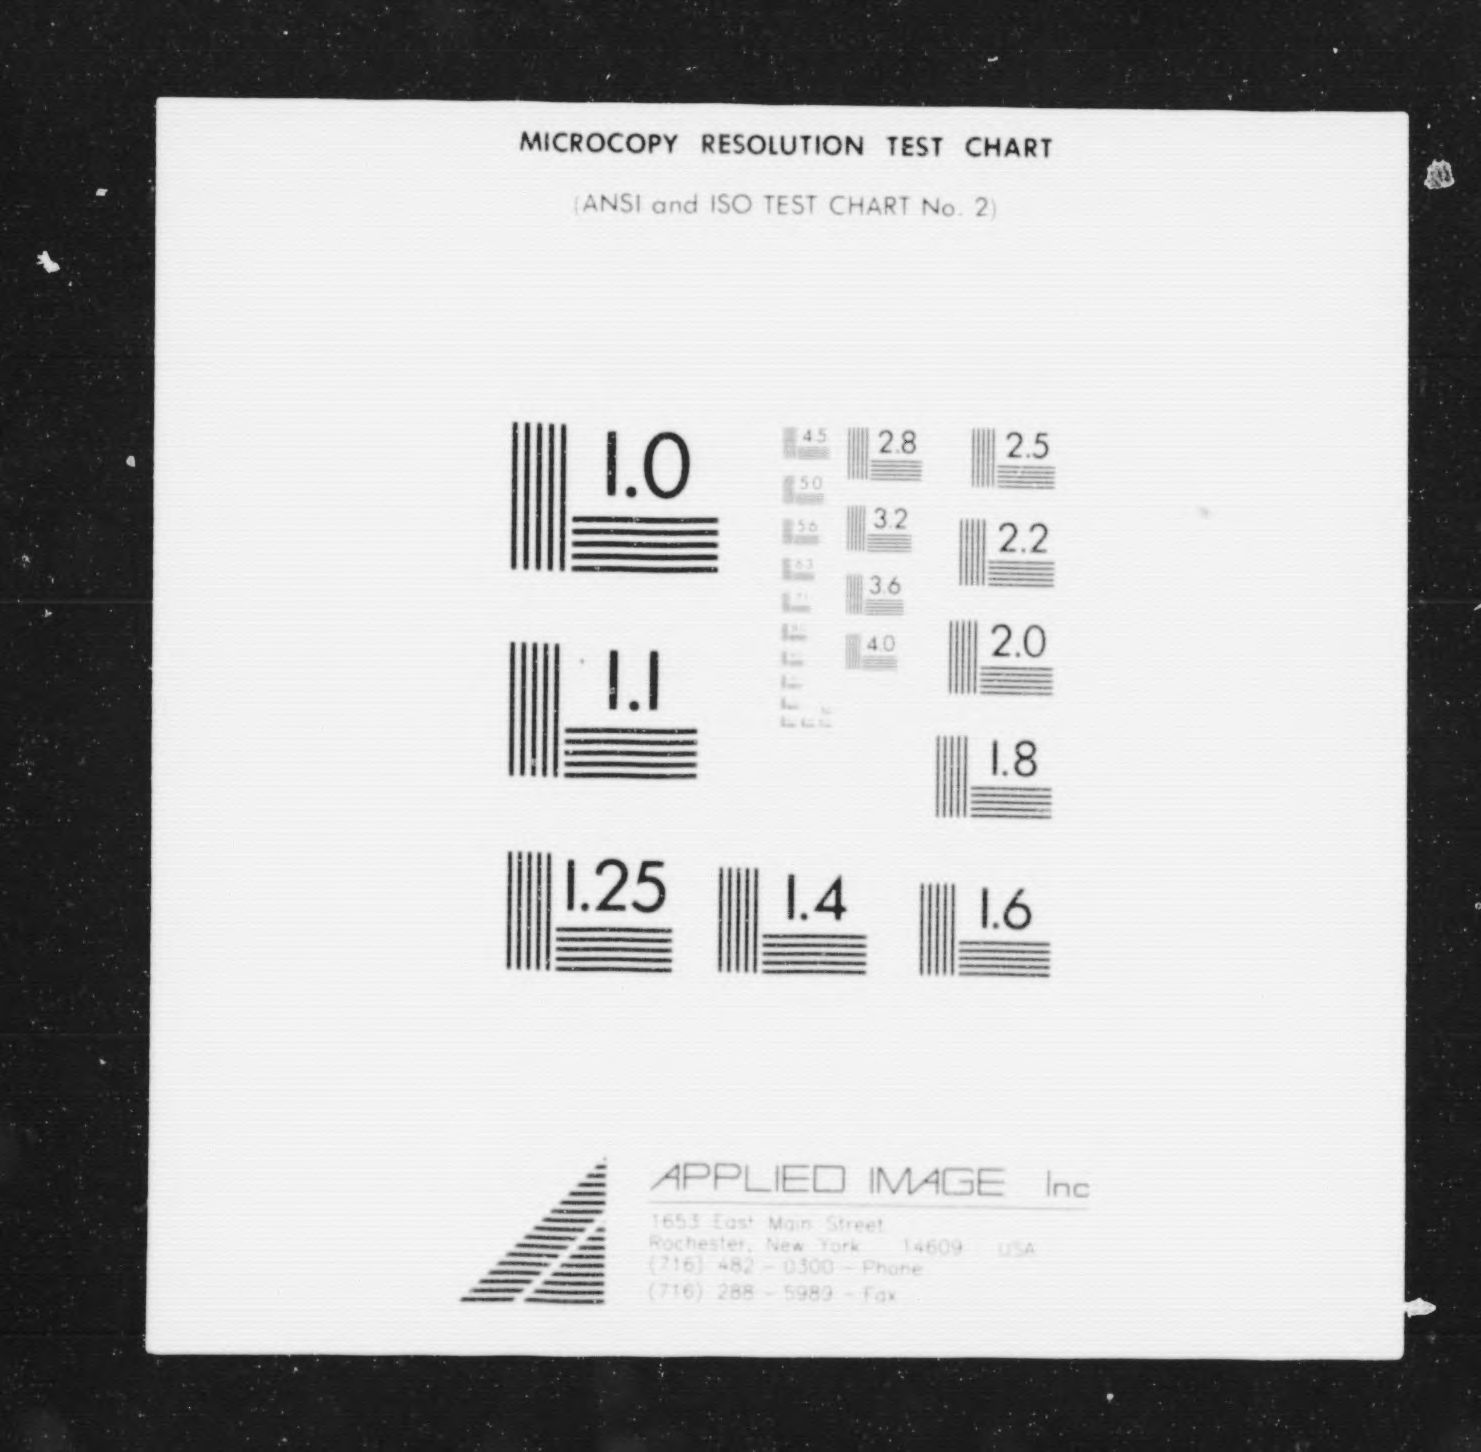 MICROCOPY RESOLUTION TEST CHART
(ANSI and ISO TEST CHART No. 2)
1.0
4.5
2.8
2.5
5.0
3.2
2.2
5.6
6.3
3.6
2.0
4.0
1.1
1.8
1.25
1.4
1.6
APPLIED IMAGE Inc
1653 East Main Street
Rochester, New York 14609 USA
(716) 482 - 0300 - Phone
(716) 288 - 5989 - Fax